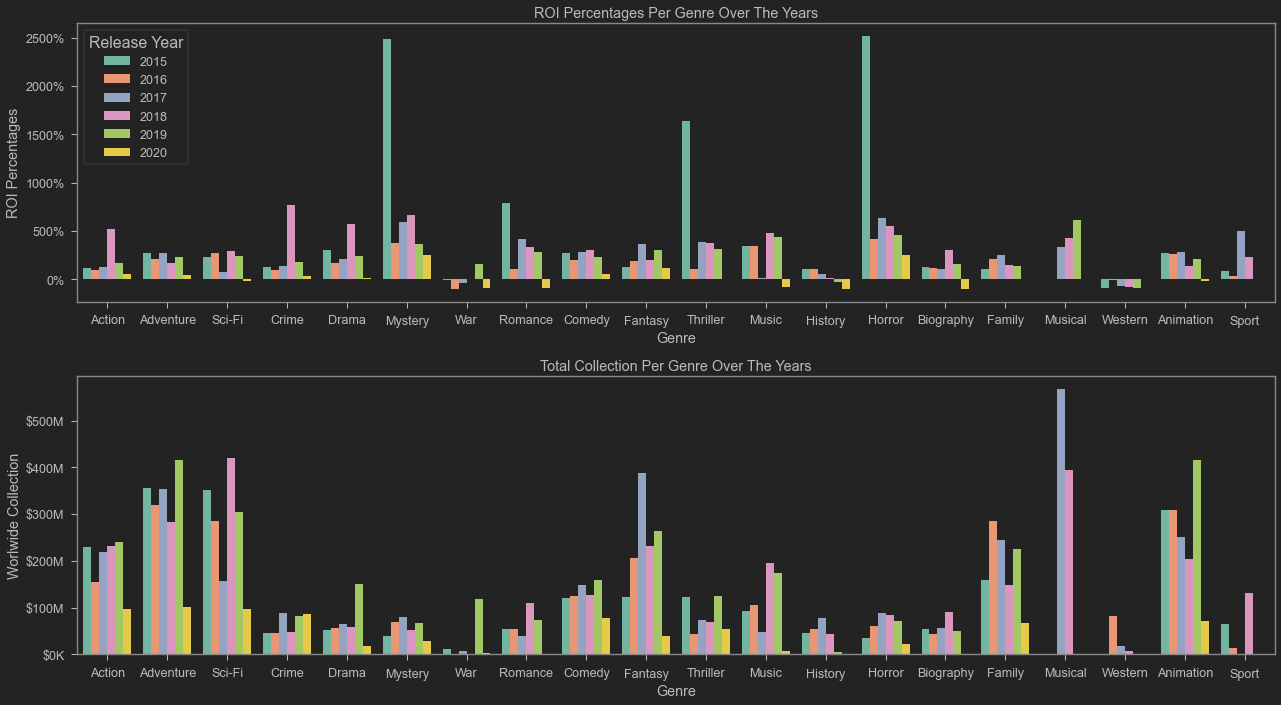 ROI Percentages Per Genre Over The Years
ROI Percentages
2500%
2000%
1500%
1000%
500%
0%
Release Year
2015
2016
2017
2018
2019
2020
Action Adventure Sci-Fi Crime Drama Mystery War Romance Comedy Fantasy Thriller Music History Horror Biography Family Musical Western Animation Sport
Genre
Total Collection Per Genre Over The Years
Worlwide Collection
$500M
$400M
$300M
$200M
$100M
$0K
Action Adventure Sci-Fi Crime Drama Mystery War Romance Comedy Fantasy Thriller Music History Horror Biography Family Musical Western Animation Sport
Genre